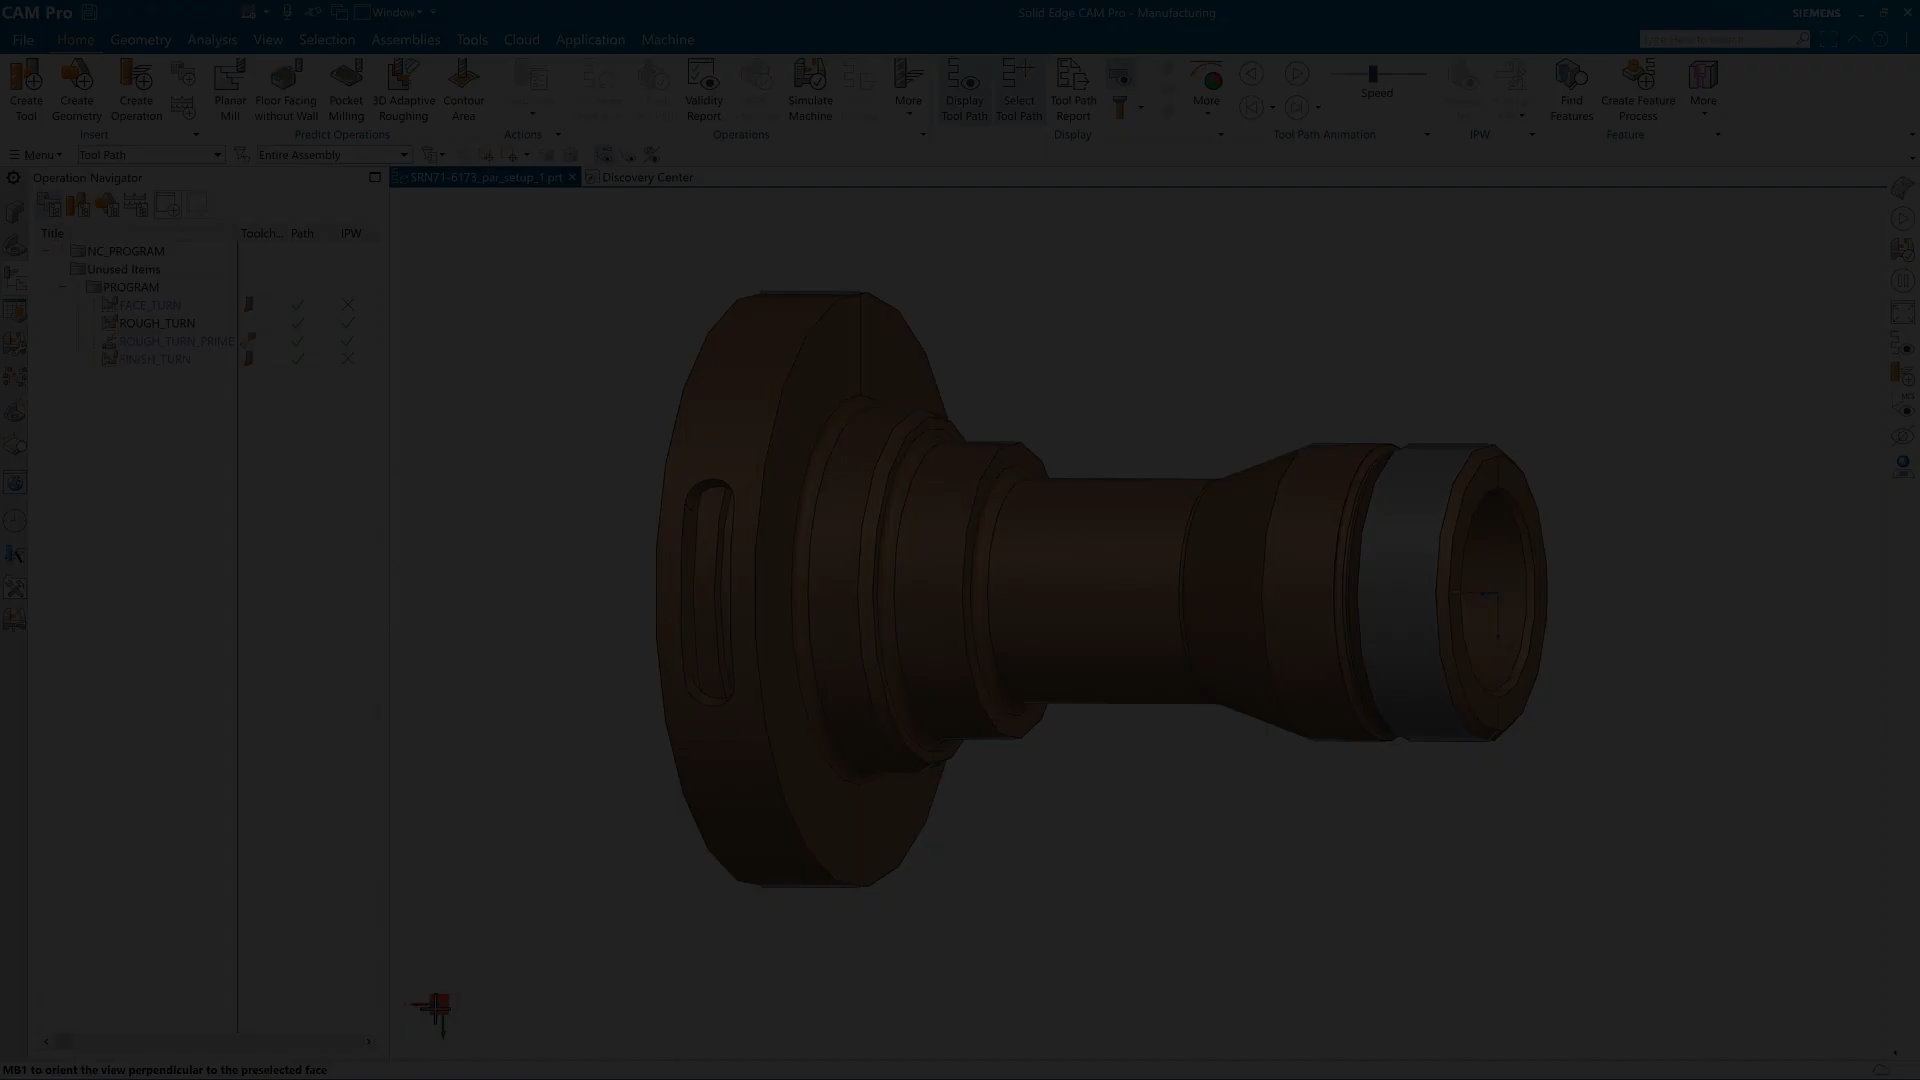 CAM Pro
Window
Solid Edge CAM Pro - Manufacturing
SIEMENS
File Home Geometry Analysis View Selection Assemblies Tools Cloud Application Machine
Create Tool
Create Geometry
Create Operation
Planar Mill
Floor Facing without Wall
Pocket Milling
3D Adaptive Roughing
Contour Area
Validity Report
Simulate Machine
More
Display Tool Path
Select Tool Path
Tool Path Report
More
Speed
Find Features
Create Feature Process
More
Insert
Predict Operations
Actions
Operations
Display
Tool Path Animation
IPW
Feature
Menu
Tool Path
Entire Assembly
Operation Navigator
SRN71-6173_par_setup_1.prt
Discovery Center
Title Toolch... Path IPW
NC_PROGRAM
Unused Items
PROGRAM
FACE_TURN
ROUGH_TURN
ROUGH_TURN_PRIME
FINISH_TURN
MCS
MB1 to orient the view perpendicular to the preselected face